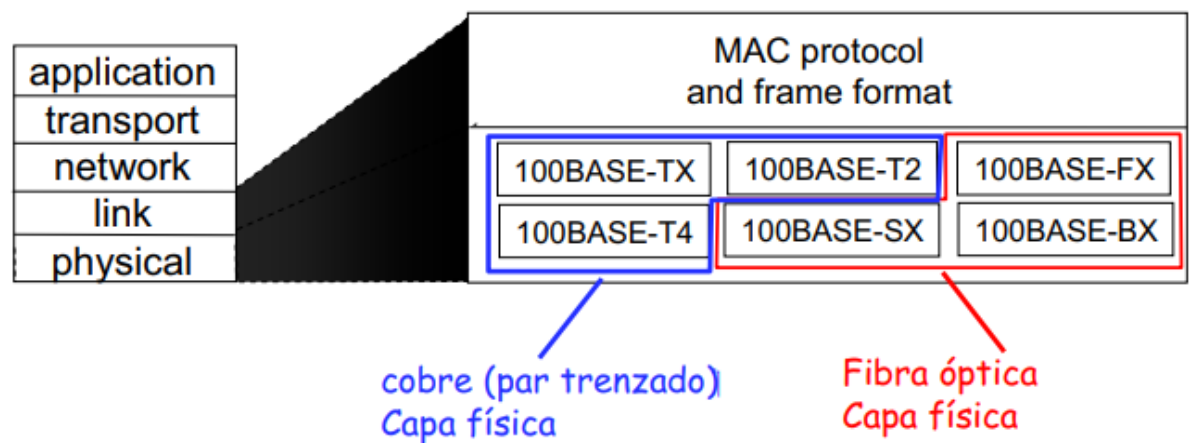 application
transport
network
link
physical
MAC protocol
and frame format
100BASE-TX
100BASE-T2
100BASE-FX
100BASE-T4
100BASE-SX
100BASE-BX
cobre (par trenzado)
Capa física
Fibra óptica
Capa física